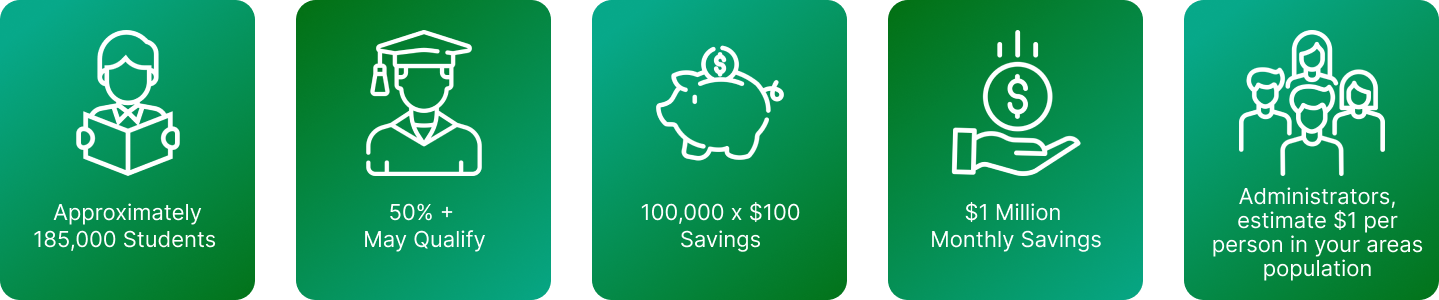 Approximately
185,000 Students
50% +
May Qualify
100,000 x $100
Savings
$1 Million
Monthly Savings
Administrators,
estimate $1 per
person in your areas
population